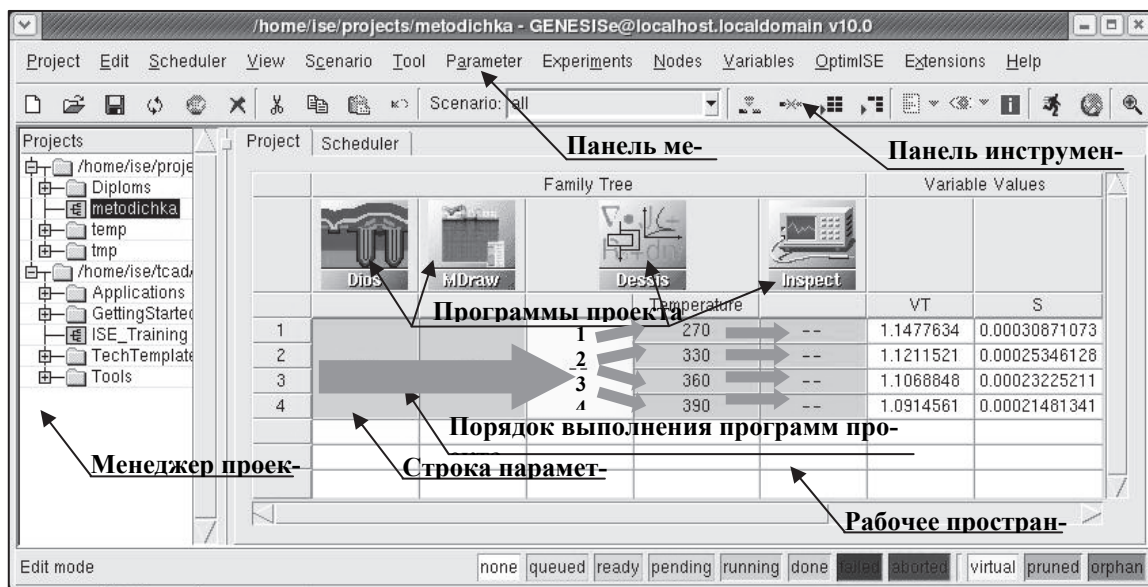 /home/ise/projects/metodichka - GENESISe@localhost.localdomain v10.0
Project Edit Scheduler View Scenario Tool Parameter Experiments Nodes Variables OptimISE Extensions Help
Scenario: all
Projects
/home/ise/proje
Diploms
metodichka
temp
tmp
/home/ise/tcad/
Applications
GettingStarted
ISE_Training
TechTemplate
Tools
Менеджер проек-
Project Scheduler
Панель ме-
Панель инструмен-
Family Tree Variable Values
Dios MDraw Dessis Inspect
Программы проекта
Temperature VT S
1 1 270 -- 1.1477634 0.00030871073
2 2 330 -- 1.1211521 0.00025346128
3 3 360 -- 1.1068848 0.00023225211
4 4 390 -- 1.0914561 0.00021481341
Порядок выполнения программ про-
Строка парамет-
Рабочее простран-
Edit mode
none queued ready pending running done failed aborted virtual pruned orphan